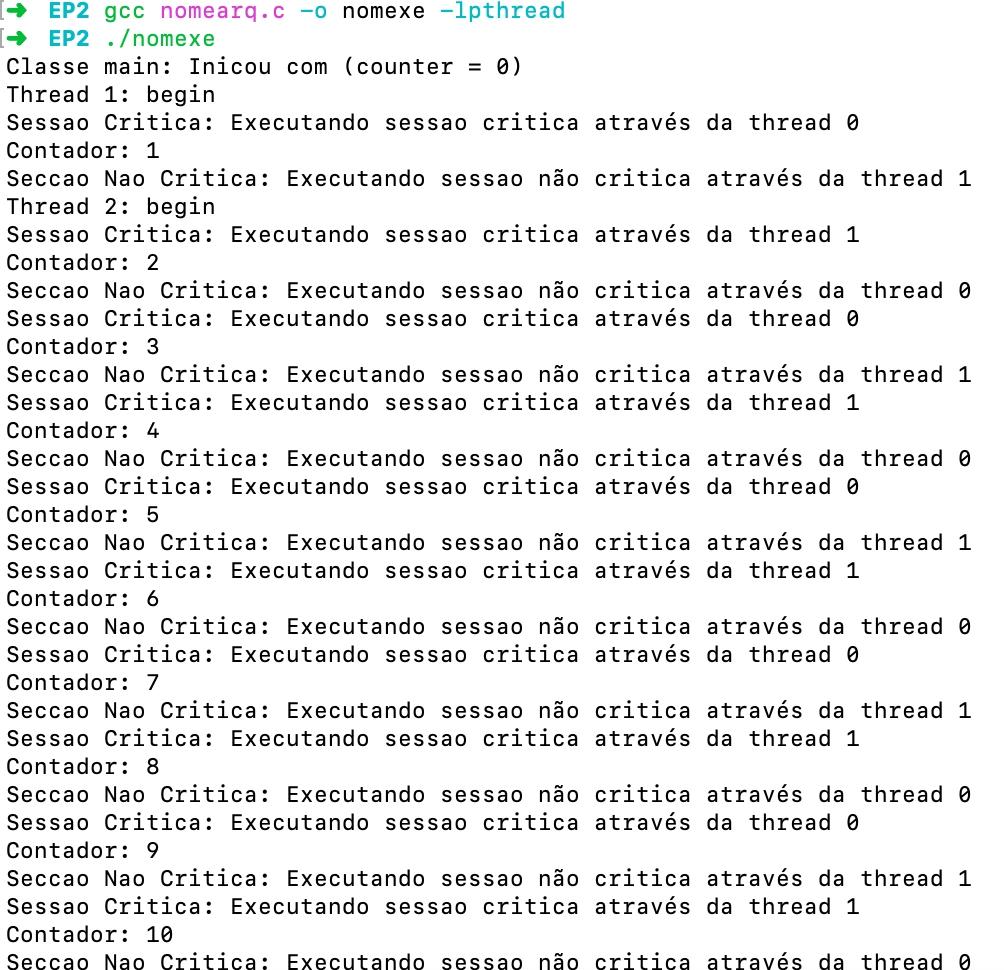 ➜ EP2 gcc nomearq.c -o nomexe -lpthread
➜ EP2 ./nomexe
Classe main: Inicou com (counter = 0)
Thread 1: begin
Sessao Critica: Executando sessao critica através da thread 0
Contador: 1
Seccao Nao Critica: Executando sessao não critica através da thread 1
Thread 2: begin
Sessao Critica: Executando sessao critica através da thread 1
Contador: 2
Seccao Nao Critica: Executando sessao não critica através da thread 0
Sessao Critica: Executando sessao critica através da thread 0
Contador: 3
Seccao Nao Critica: Executando sessao não critica através da thread 1
Sessao Critica: Executando sessao critica através da thread 1
Contador: 4
Seccao Nao Critica: Executando sessao não critica através da thread 0
Sessao Critica: Executando sessao critica através da thread 0
Contador: 5
Seccao Nao Critica: Executando sessao não critica através da thread 1
Sessao Critica: Executando sessao critica através da thread 1
Contador: 6
Seccao Nao Critica: Executando sessao não critica através da thread 0
Sessao Critica: Executando sessao critica através da thread 0
Contador: 7
Seccao Nao Critica: Executando sessao não critica através da thread 1
Sessao Critica: Executando sessao critica através da thread 1
Contador: 8
Seccao Nao Critica: Executando sessao não critica através da thread 0
Sessao Critica: Executando sessao critica através da thread 0
Contador: 9
Seccao Nao Critica: Executando sessao não critica através da thread 1
Sessao Critica: Executando sessao critica através da thread 1
Contador: 10
Seccao Nao Critica: Executando sessao não critica através da thread 0